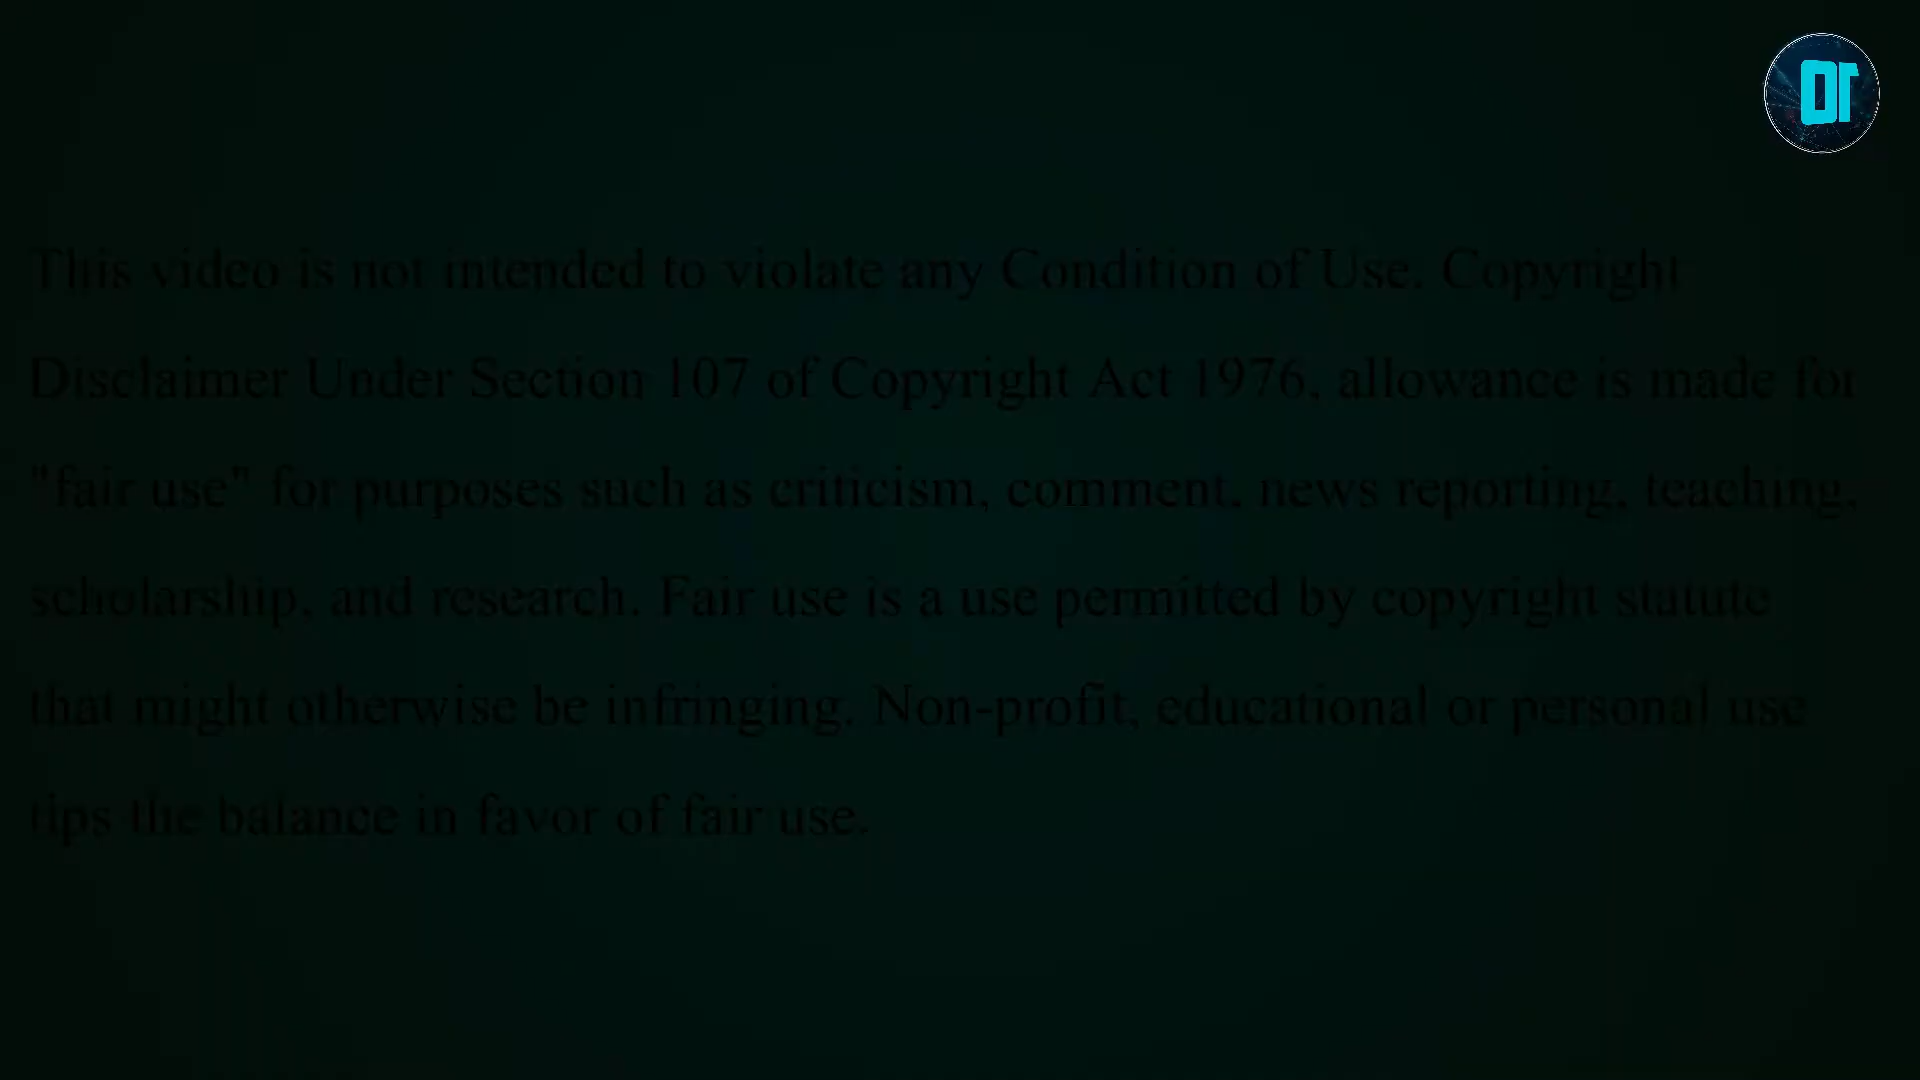 This video is not intended to violate any Condition of Use. Copyright
Disclaimer Under Section 107 of Copyright Act 1976, allowance is made for
"fair use" for purposes such as criticism, comment, news reporting, teaching,
scholarship, and research. Fair use is a use permitted by copyright statute
that might otherwise be infringing. Non-profit, educational or personal use
tips the balance in favor of fair use.